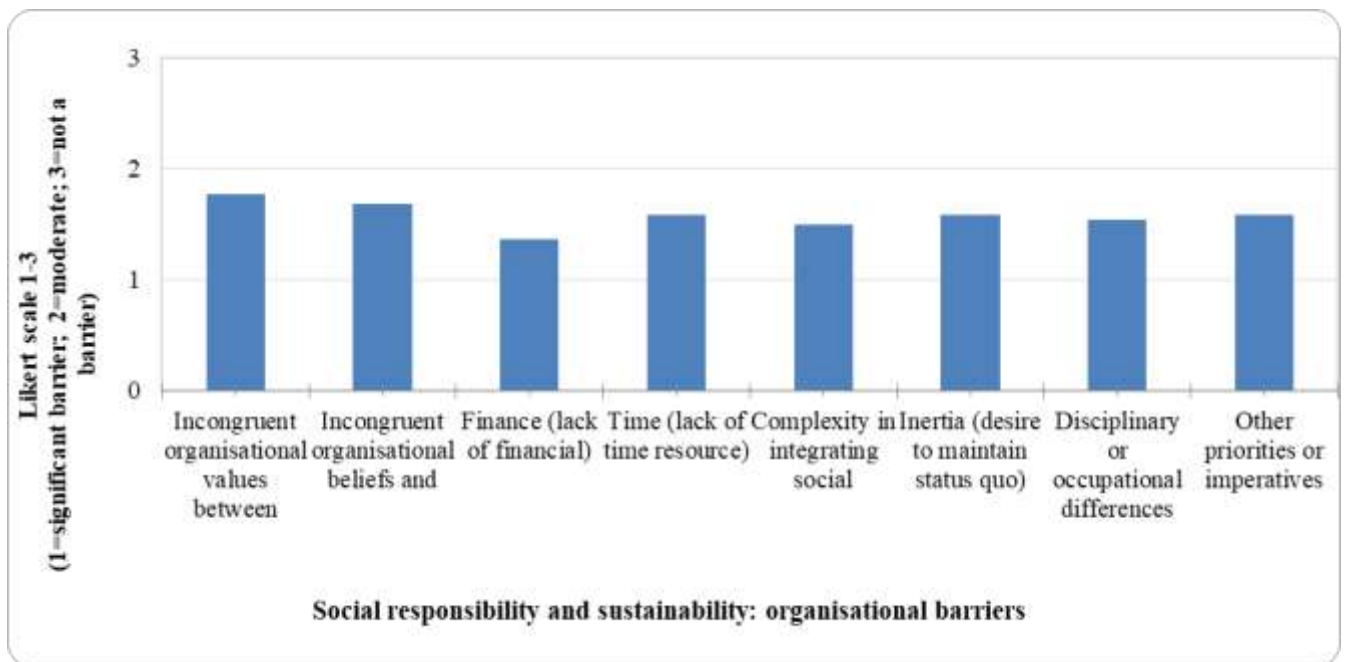 3
2
1
0
Likert scale 1-3
(1=significant barrier; 2=moderate; 3=not a
barrier)
Incongruent
organisational
values
between
Incongruent
organisational
beliefs and
Finance (lack
of financial)
Time (lack of
time resource)
Complexity in
integrating
social
Inertia (desire
to maintain
status quo)
Disciplinary
or
occupational
differences
Other
priorities or
imperatives
Social responsibility and sustainability: organisational barriers